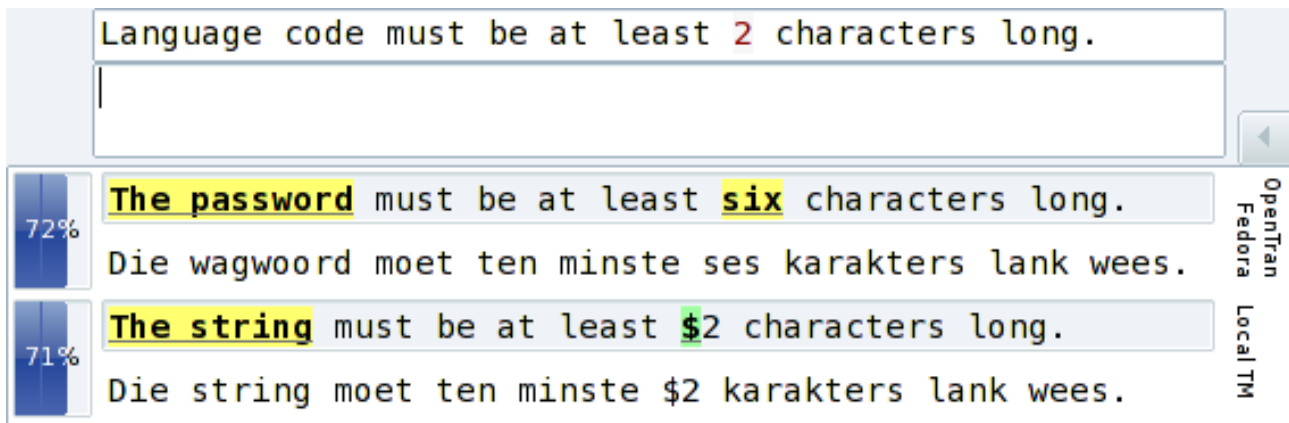 Language code must be at least 2 characters long.
72%
The password must be at least six characters long.
Die wagwoord moet ten minste ses karakters lank wees.
OpenTran
Fedora
71%
The string must be at least $2 characters long.
Die string moet ten minste $2 karakters lank wees.
Local TM